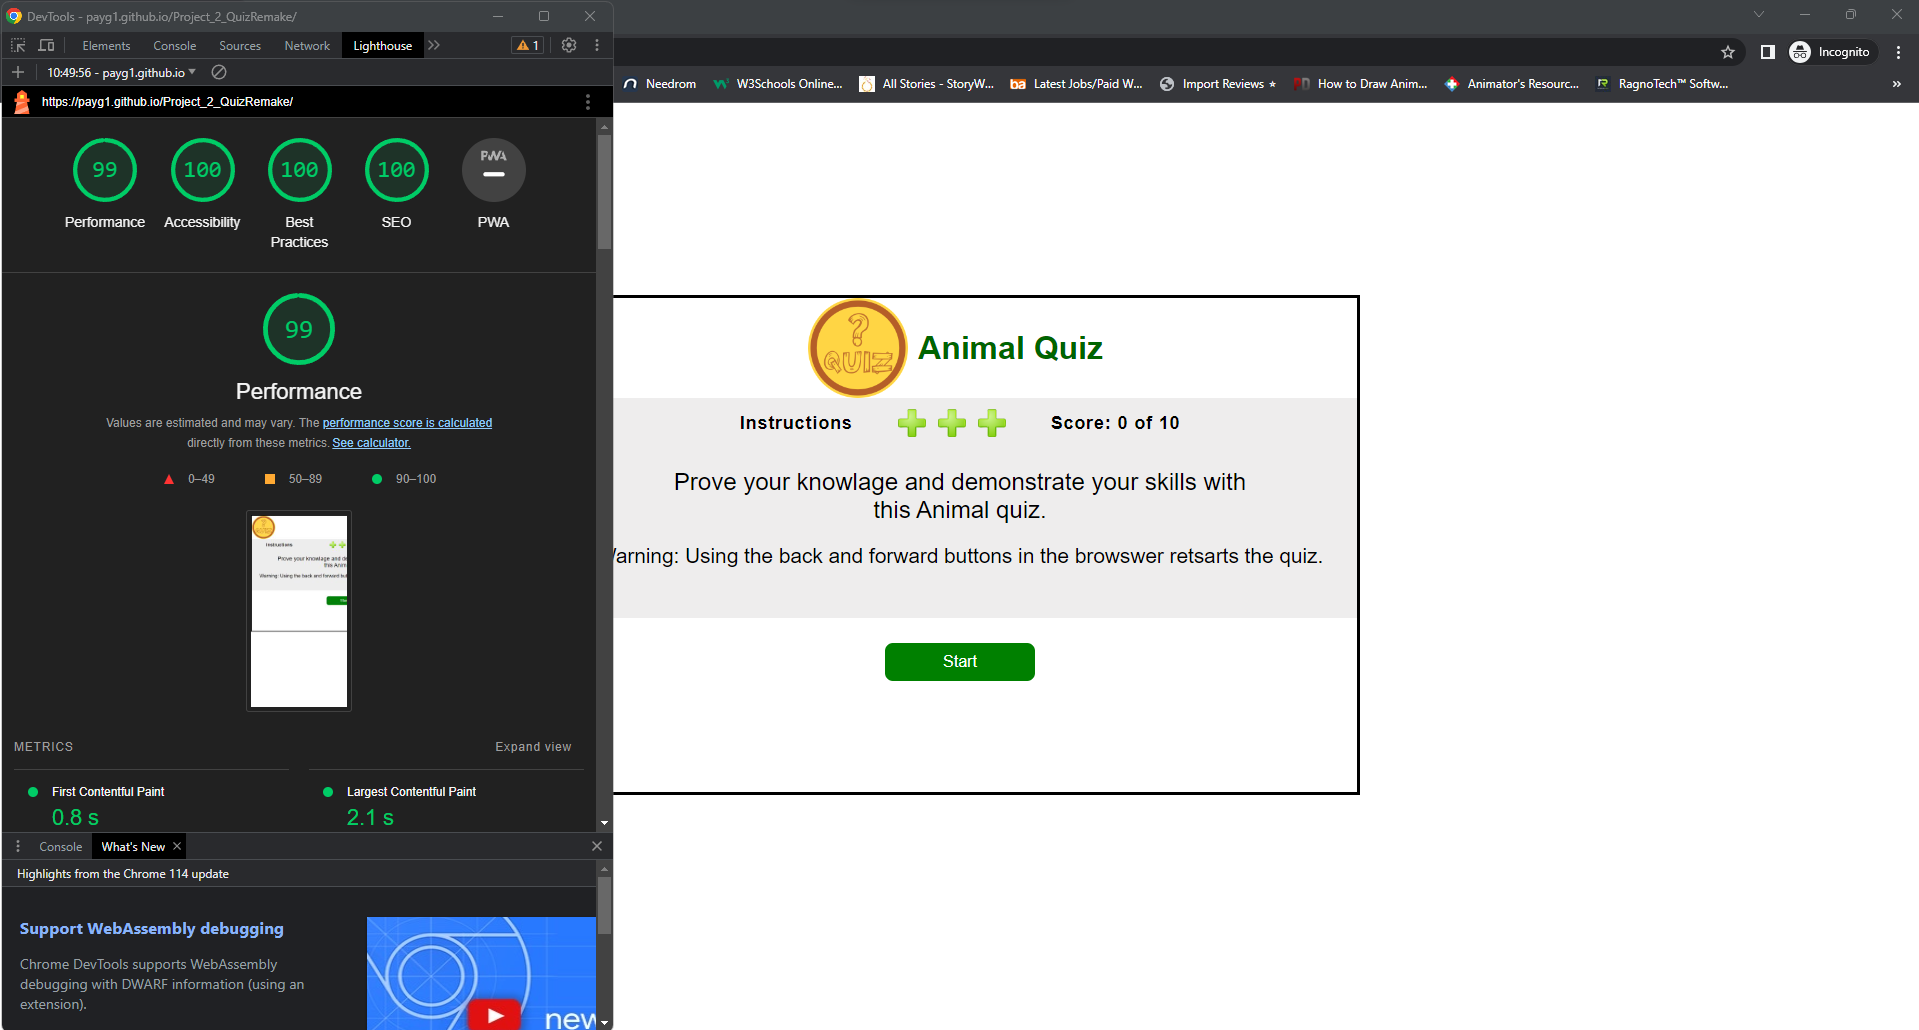 DevTools - payg1.github.io/Project_2_QuizRemake/
Elements Console Sources Network Lighthouse 1
10:49:56 - payg1.github.io
https://payg1.github.io/Project_2_QuizRemake/
99 100 100 100 PWA
Performance Accessibility Best Practices SEO PWA
99
Performance
Values are estimated and may vary. The performance score is calculated
directly from these metrics. See calculator.
0–49 50–89 90–100
METRICS Expand view
First Contentful Paint Largest Contentful Paint
0.8 s 2.1 s
Console What's New
Highlights from the Chrome 114 update
Support WebAssembly debugging
Chrome DevTools supports WebAssembly
debugging with DWARF information (using an
extension).
new
Incognito
Needrom W3Schools Online... All Stories - StoryW... Latest Jobs/Paid W... Import Reviews How to Draw Anim... Animator's Resourc... RagnoTech™ Softw...
? QUIZ
Animal Quiz
Instructions Score: 0 of 10
Prove your knowlage and demonstrate your skills with
this Animal quiz.
arning: Using the back and forward buttons in the browswer retsarts the quiz.
Start